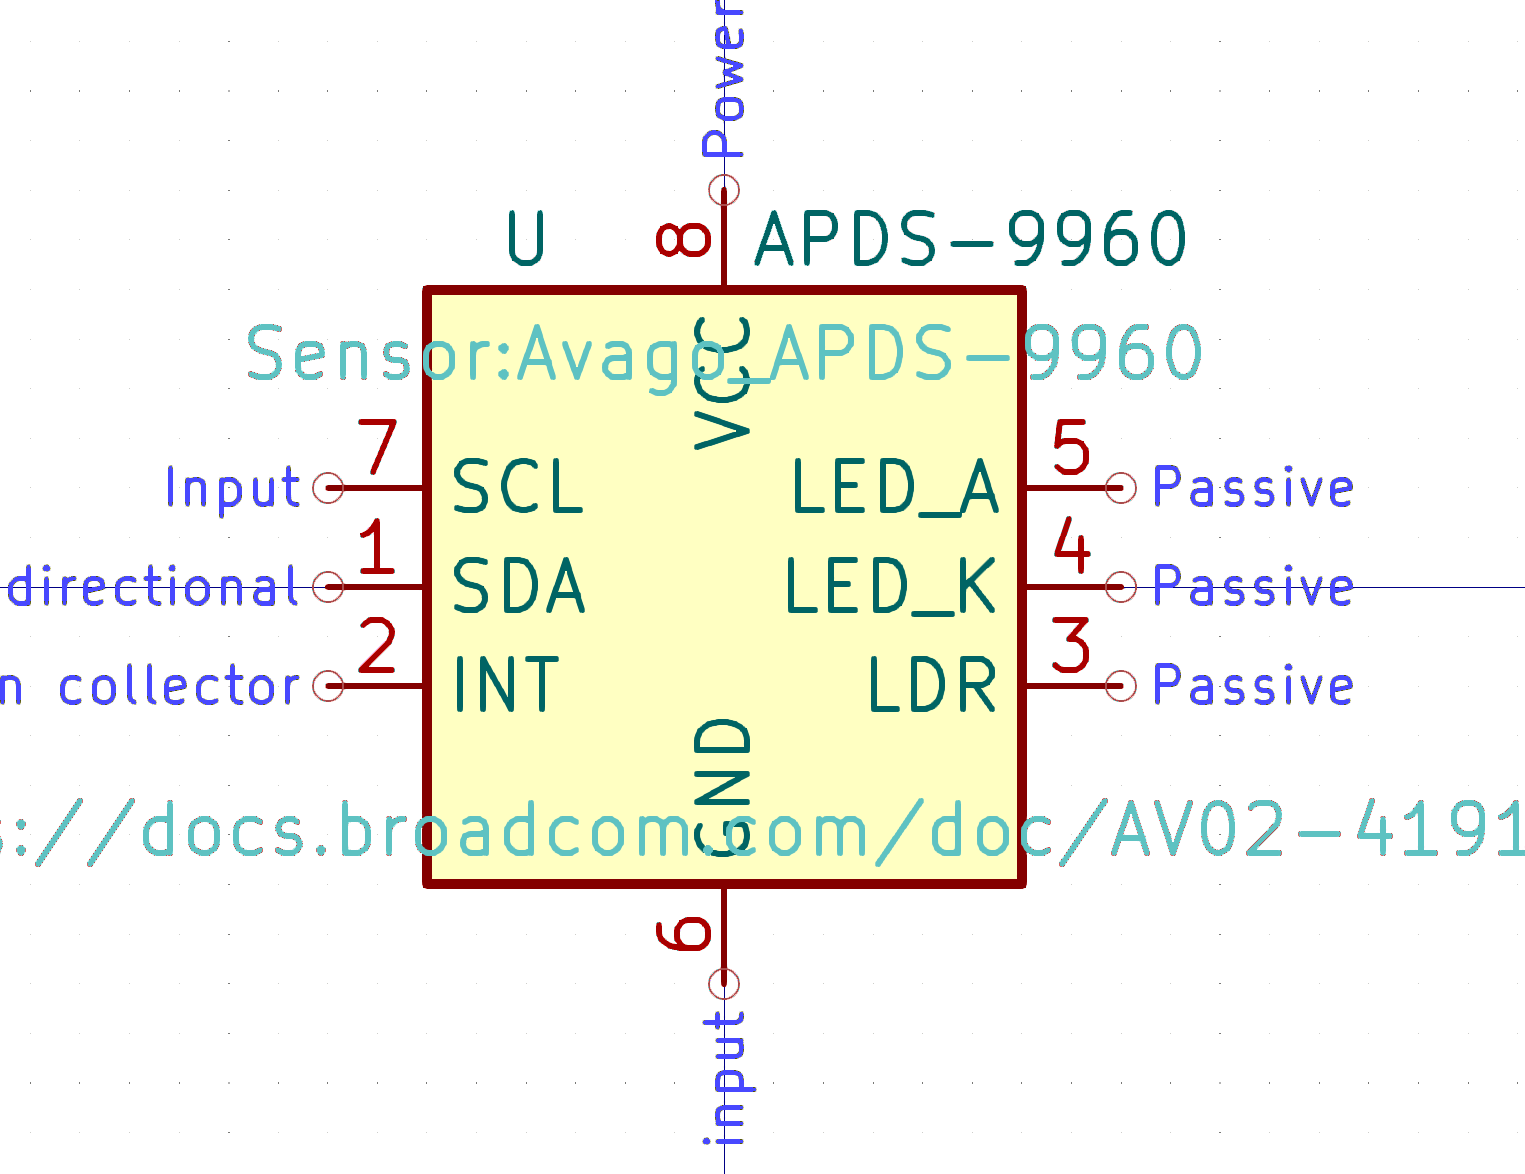 Power
U 8 APDS-9960
Sensor:Avago_APDS-9960
VCC
Input 7 SCL LED_A 5 Passive
directional 1 SDA LED_K 4 Passive
n collector 2 INT LDR 3 Passive
GND
s://docs.broadcom.com/doc/AV02-4191
6
input